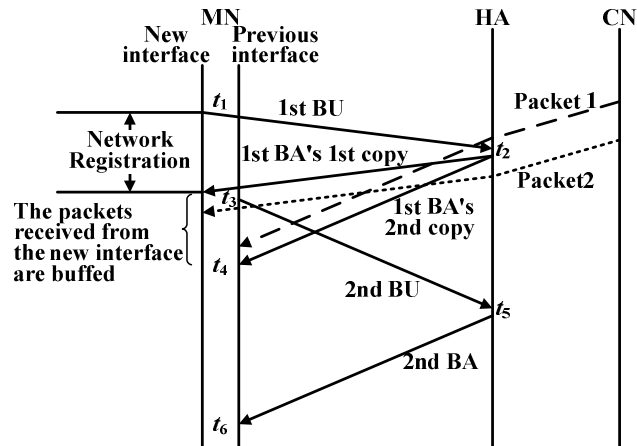 MN
HA
CN
New
interface
Previous
interface
t1
1st BU
Packet 1
Network
Registration
1st BA's 1st copy
t2
Packet2
t3
1st BA's
2nd copy
The packets
received from
the new interface
are buffed
t4
2nd BU
t5
2nd BA
t6